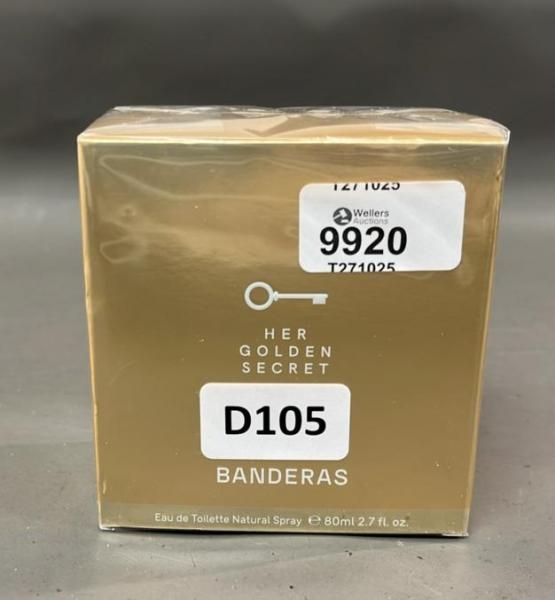 T271025
Wellers
Auctions
9920
T271025
HER
GOLDEN
SECRET
D105
BANDERAS
Eau de Toilette Natural Spray ℮ 80ml 2.7 fl. oz.